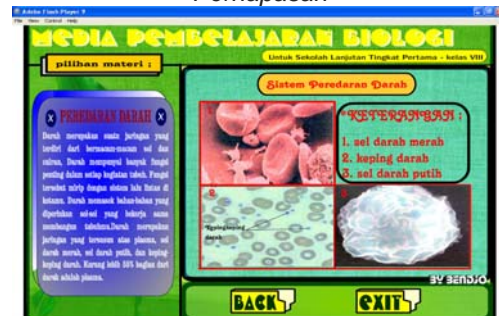 Pernapasan
Adobe Flash Player 9
File View Control Help
MEDIA PEMBELAJARAN BIOLOGI
Untuk Sekolah Lanjutan Tingkat Pertama - kelas VIII
pilihan materi :
Sistem Peredaran Darah
X PEREDARAN DARAH X
Darah merupakan suatu jaringan yang
terdiri dari bermacam-macam sel dan
cairan, Darah mempunyai banyak fungsi
penting dalam setiap kegiatan tubuh. Fungsi
tersebut mirip dengan sistem lalu lintas di
kotamu. Darah memasok bahan-bahan yang
diperlukan sel-sel yang bekerja sama
membangun tubuhmu.Darah merupakan
jaringan yang tersusun atas plasma, sel
darah merah, sel darah putih, dan keping-
keping darah. Kurang lebih 55% bagian dari
darah adalah plasma.
*KETERANGAN :
1. sel darah merah
2. keping darah
3. sel darah putih
2.
Keping-keping
darah
BY BENDJO
BACK
EXIT